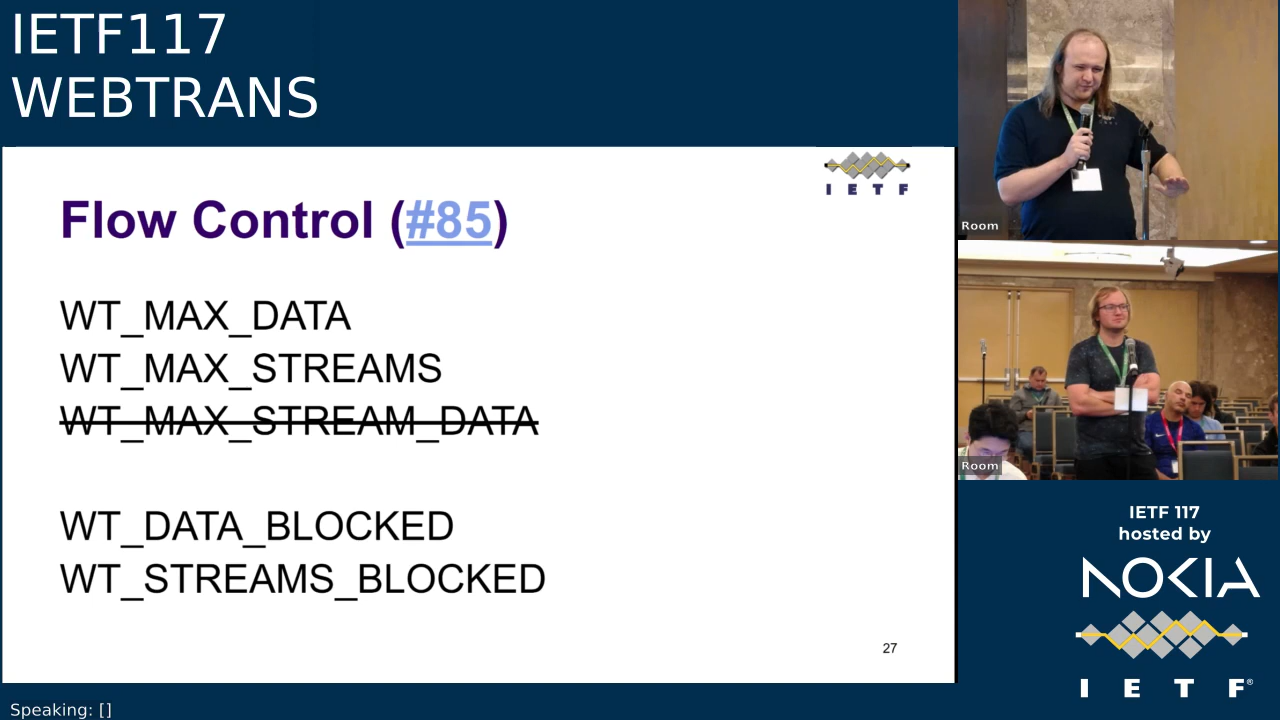 IETF117
WEBTRANS
I E T F
Flow Control (#85)
WT_MAX_DATA
WT_MAX_STREAMS
WT_MAX_STREAM_DATA
WT_DATA_BLOCKED
WT_STREAMS_BLOCKED
27
Speaking: []
Room
Room
IETF 117
hosted by
NOKIA
I E T F®